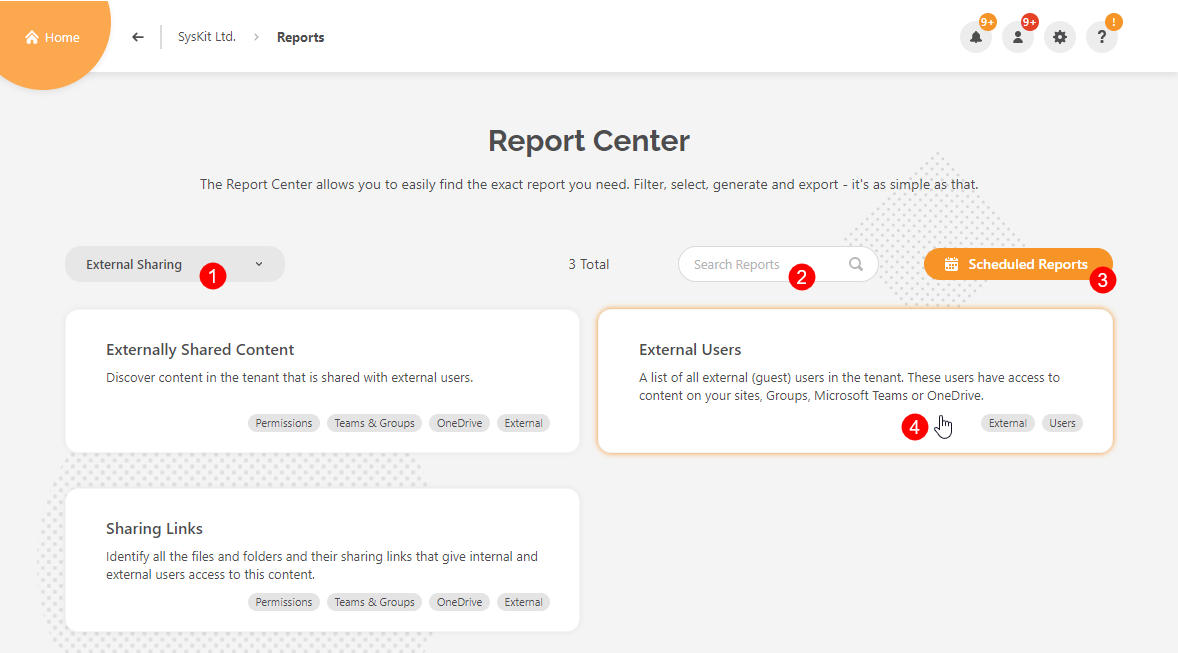 Home
SysKit Ltd.
Reports
9+
9+
!
?
Report Center
The Report Center allows you to easily find the exact report you need. Filter, select, generate and export - it's as simple as that.
External Sharing
1
3 Total
Search Reports
2
Scheduled Reports
3
Externally Shared Content
Discover content in the tenant that is shared with external users.
Permissions
Teams & Groups
OneDrive
External
External Users
A list of all external (guest) users in the tenant. These users have access to
content on your sites, Groups, Microsoft Teams or OneDrive.
4
External
Users
Sharing Links
Identify all the files and folders and their sharing links that give internal and
external users access to this content.
Permissions
Teams & Groups
OneDrive
External